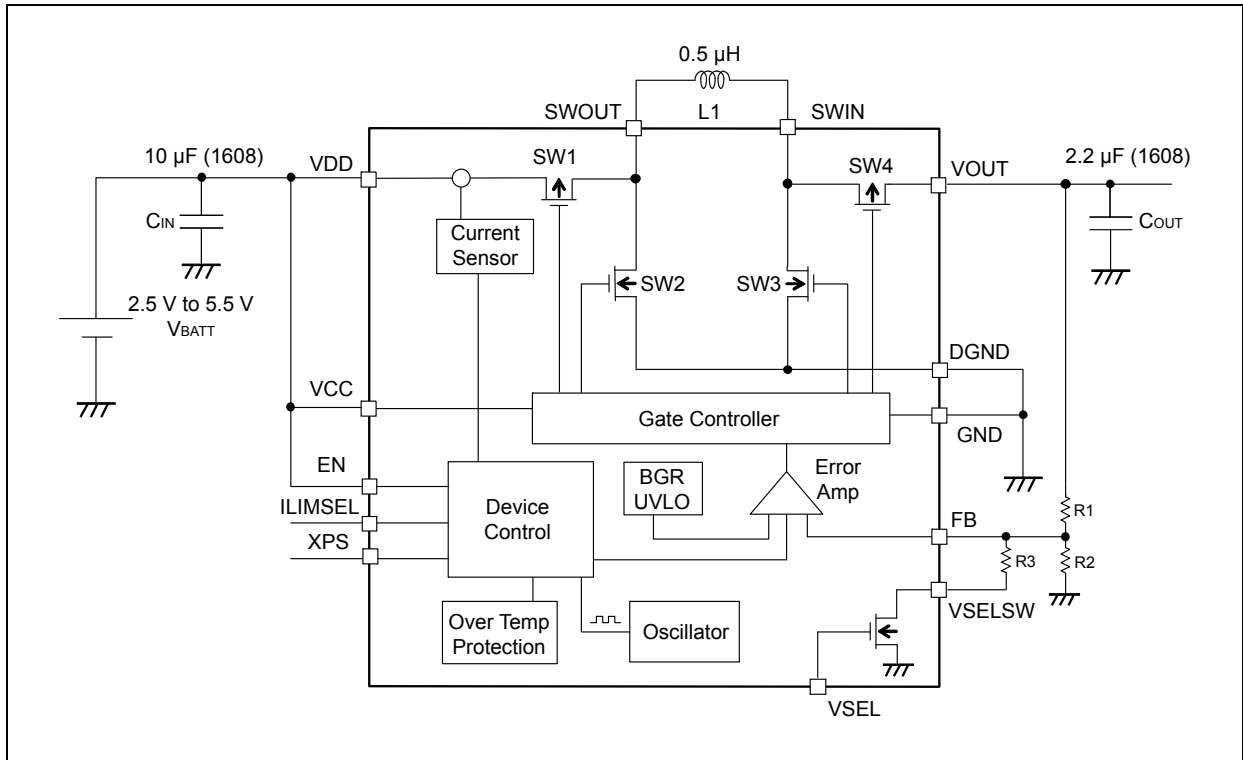 0.5 µH
SWOUT
L1
SWIN
10 µF (1608)
VDD
SW1
SW4
VOUT
2.2 µF (1608)
CIN
Current
Sensor
COUT
SW2
SW3
2.5 V to 5.5 V
VBATT
DGND
VCC
Gate Controller
GND
EN
BGR
UVLO
Error
Amp
ILIMSEL
Device
Control
FB
R1
XPS
R3
R2
VSELSW
Over Temp
Protection
Oscillator
VSEL